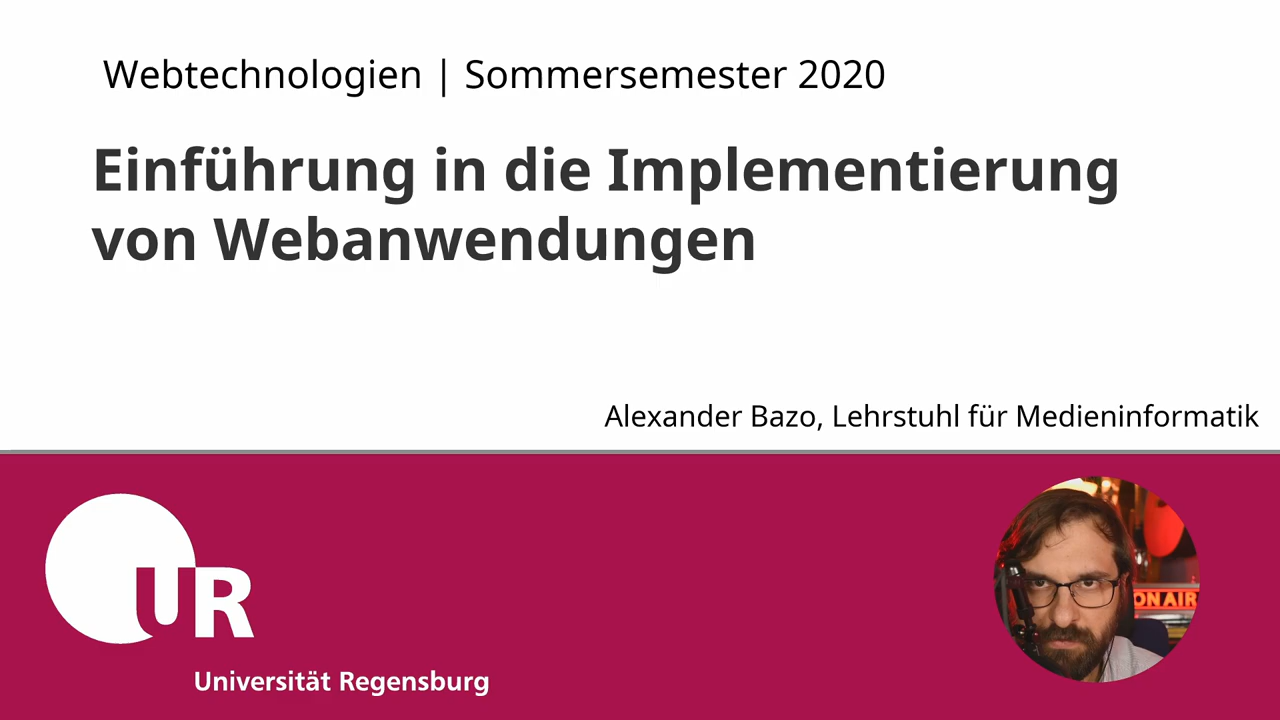 Webtechnologien | Sommersemester 2020
Einführung in die Implementierung
von Webanwendungen
Alexander Bazo, Lehrstuhl für Medieninformatik
UR
ON AIR
Universität Regensburg